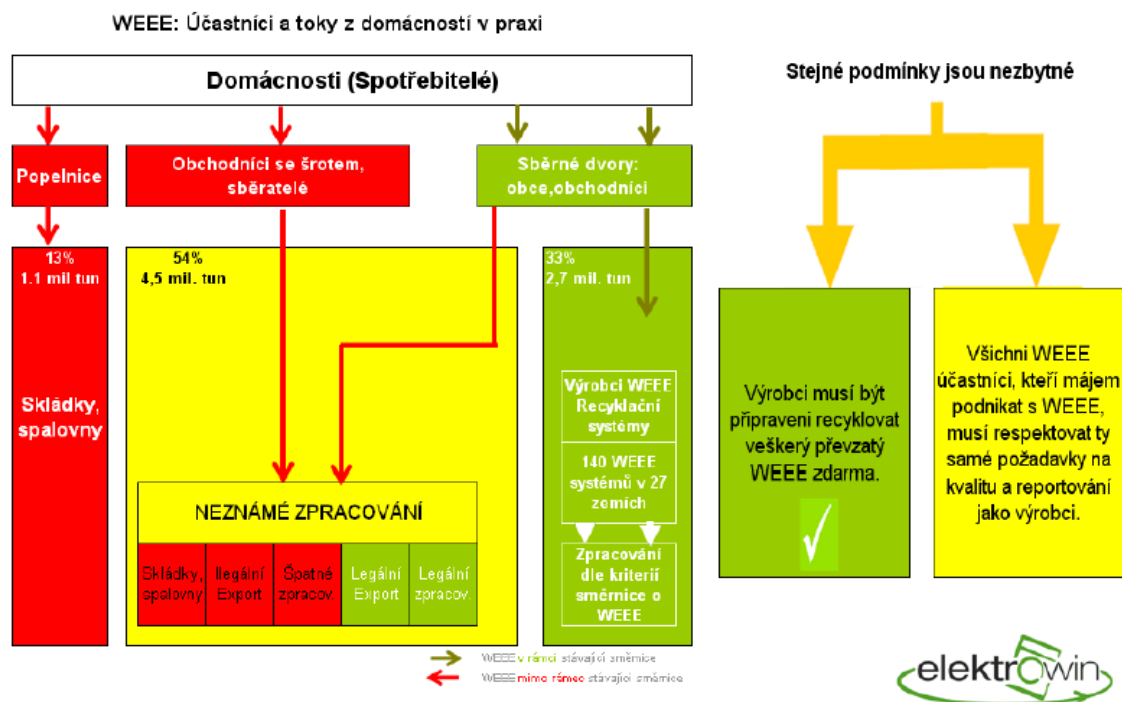 WEEE: Účastníci a toky z domácností v praxi
Domácnosti (Spotřebitelé)
Popelnice
Obchodníci se šrotem,
sběratelé
Sběrné dvory:
obce,obchodníci
13%
1.1 mil tun
Skládky,
spalovny
54%
4,5 mil. tun
NEZNÁMÉ ZPRACOVÁNÍ
Skládky,
spalovny
Ilegální
Export
Špatné
zpracov.
Legální
Export
Legální
zpracov.
33%
2,7 mil. tun
Výrobci WEEE
Recyklační
systémy
140 WEEE
systémů v 27
zemích
Zpracování
dle kriterií
směrnice o
WEEE
WEEE v rámci stávající směrnice
WEEE mimo rámec stávající směrnice
Stejné podmínky jsou nezbytné
Výrobci musí být
připraveni recyklovat
veškerý převzatý
WEEE zdarma.
Všichni WEEE
účastníci, kteří májem
podnikat s WEEE,
musí respektovat ty
samé požadavky na
kvalitu a reportování
jako výrobci.
elektrowin